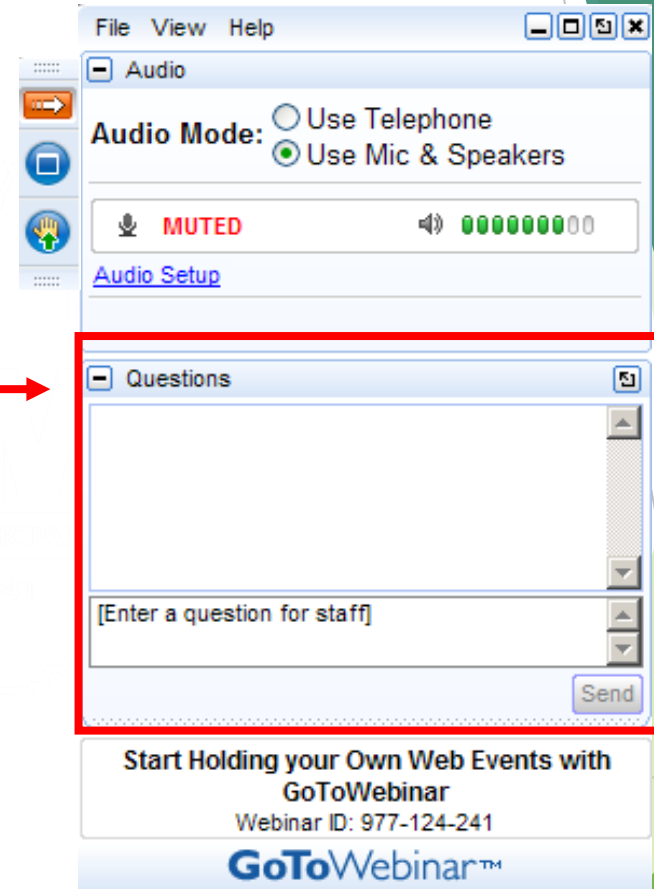 File View Help
Audio
Audio Mode:
Use Telephone
Use Mic & Speakers
MUTED
Audio Setup
Questions
[Enter a question for staff]
Send
Start Holding your Own Web Events with
GoToWebinar
Webinar ID: 977-124-241
GoToWebinar™